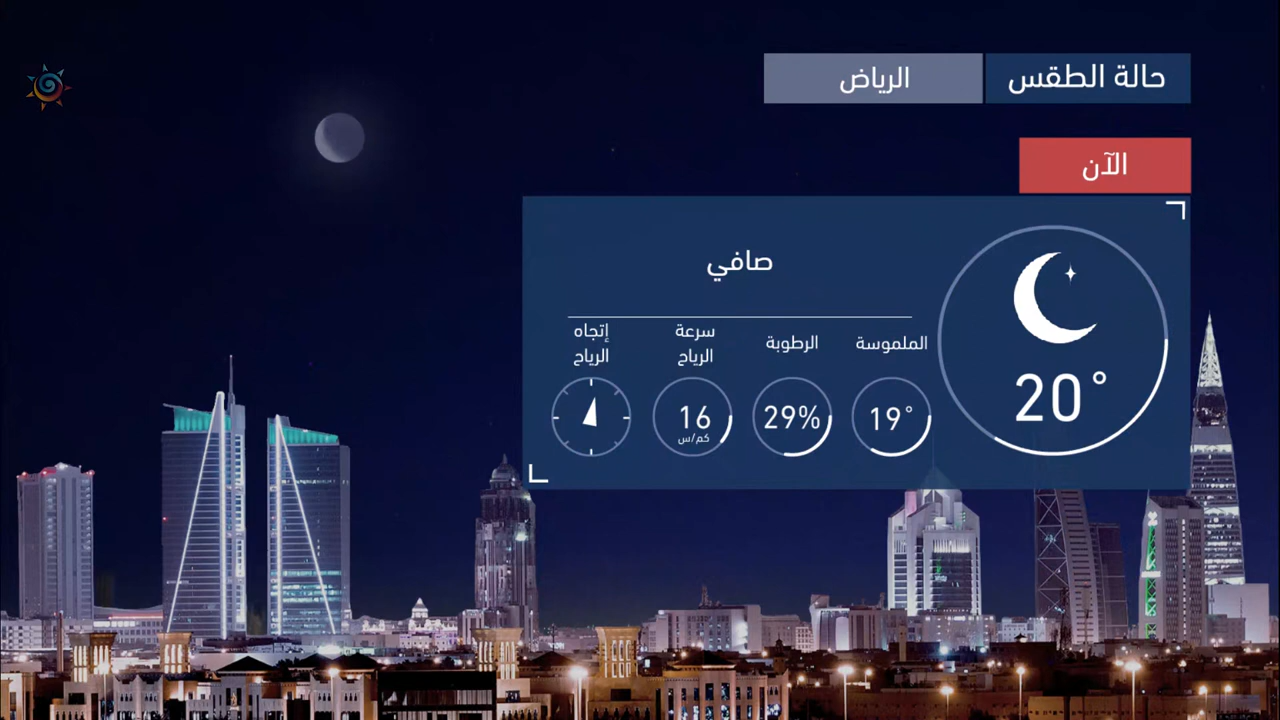 حالة الطقس
الرياض
الآن
صافي
20°
الملموسة
19°
الرطوبة
29%
سرعة
الرياح
16
كم/س
إتجاه
الرياح